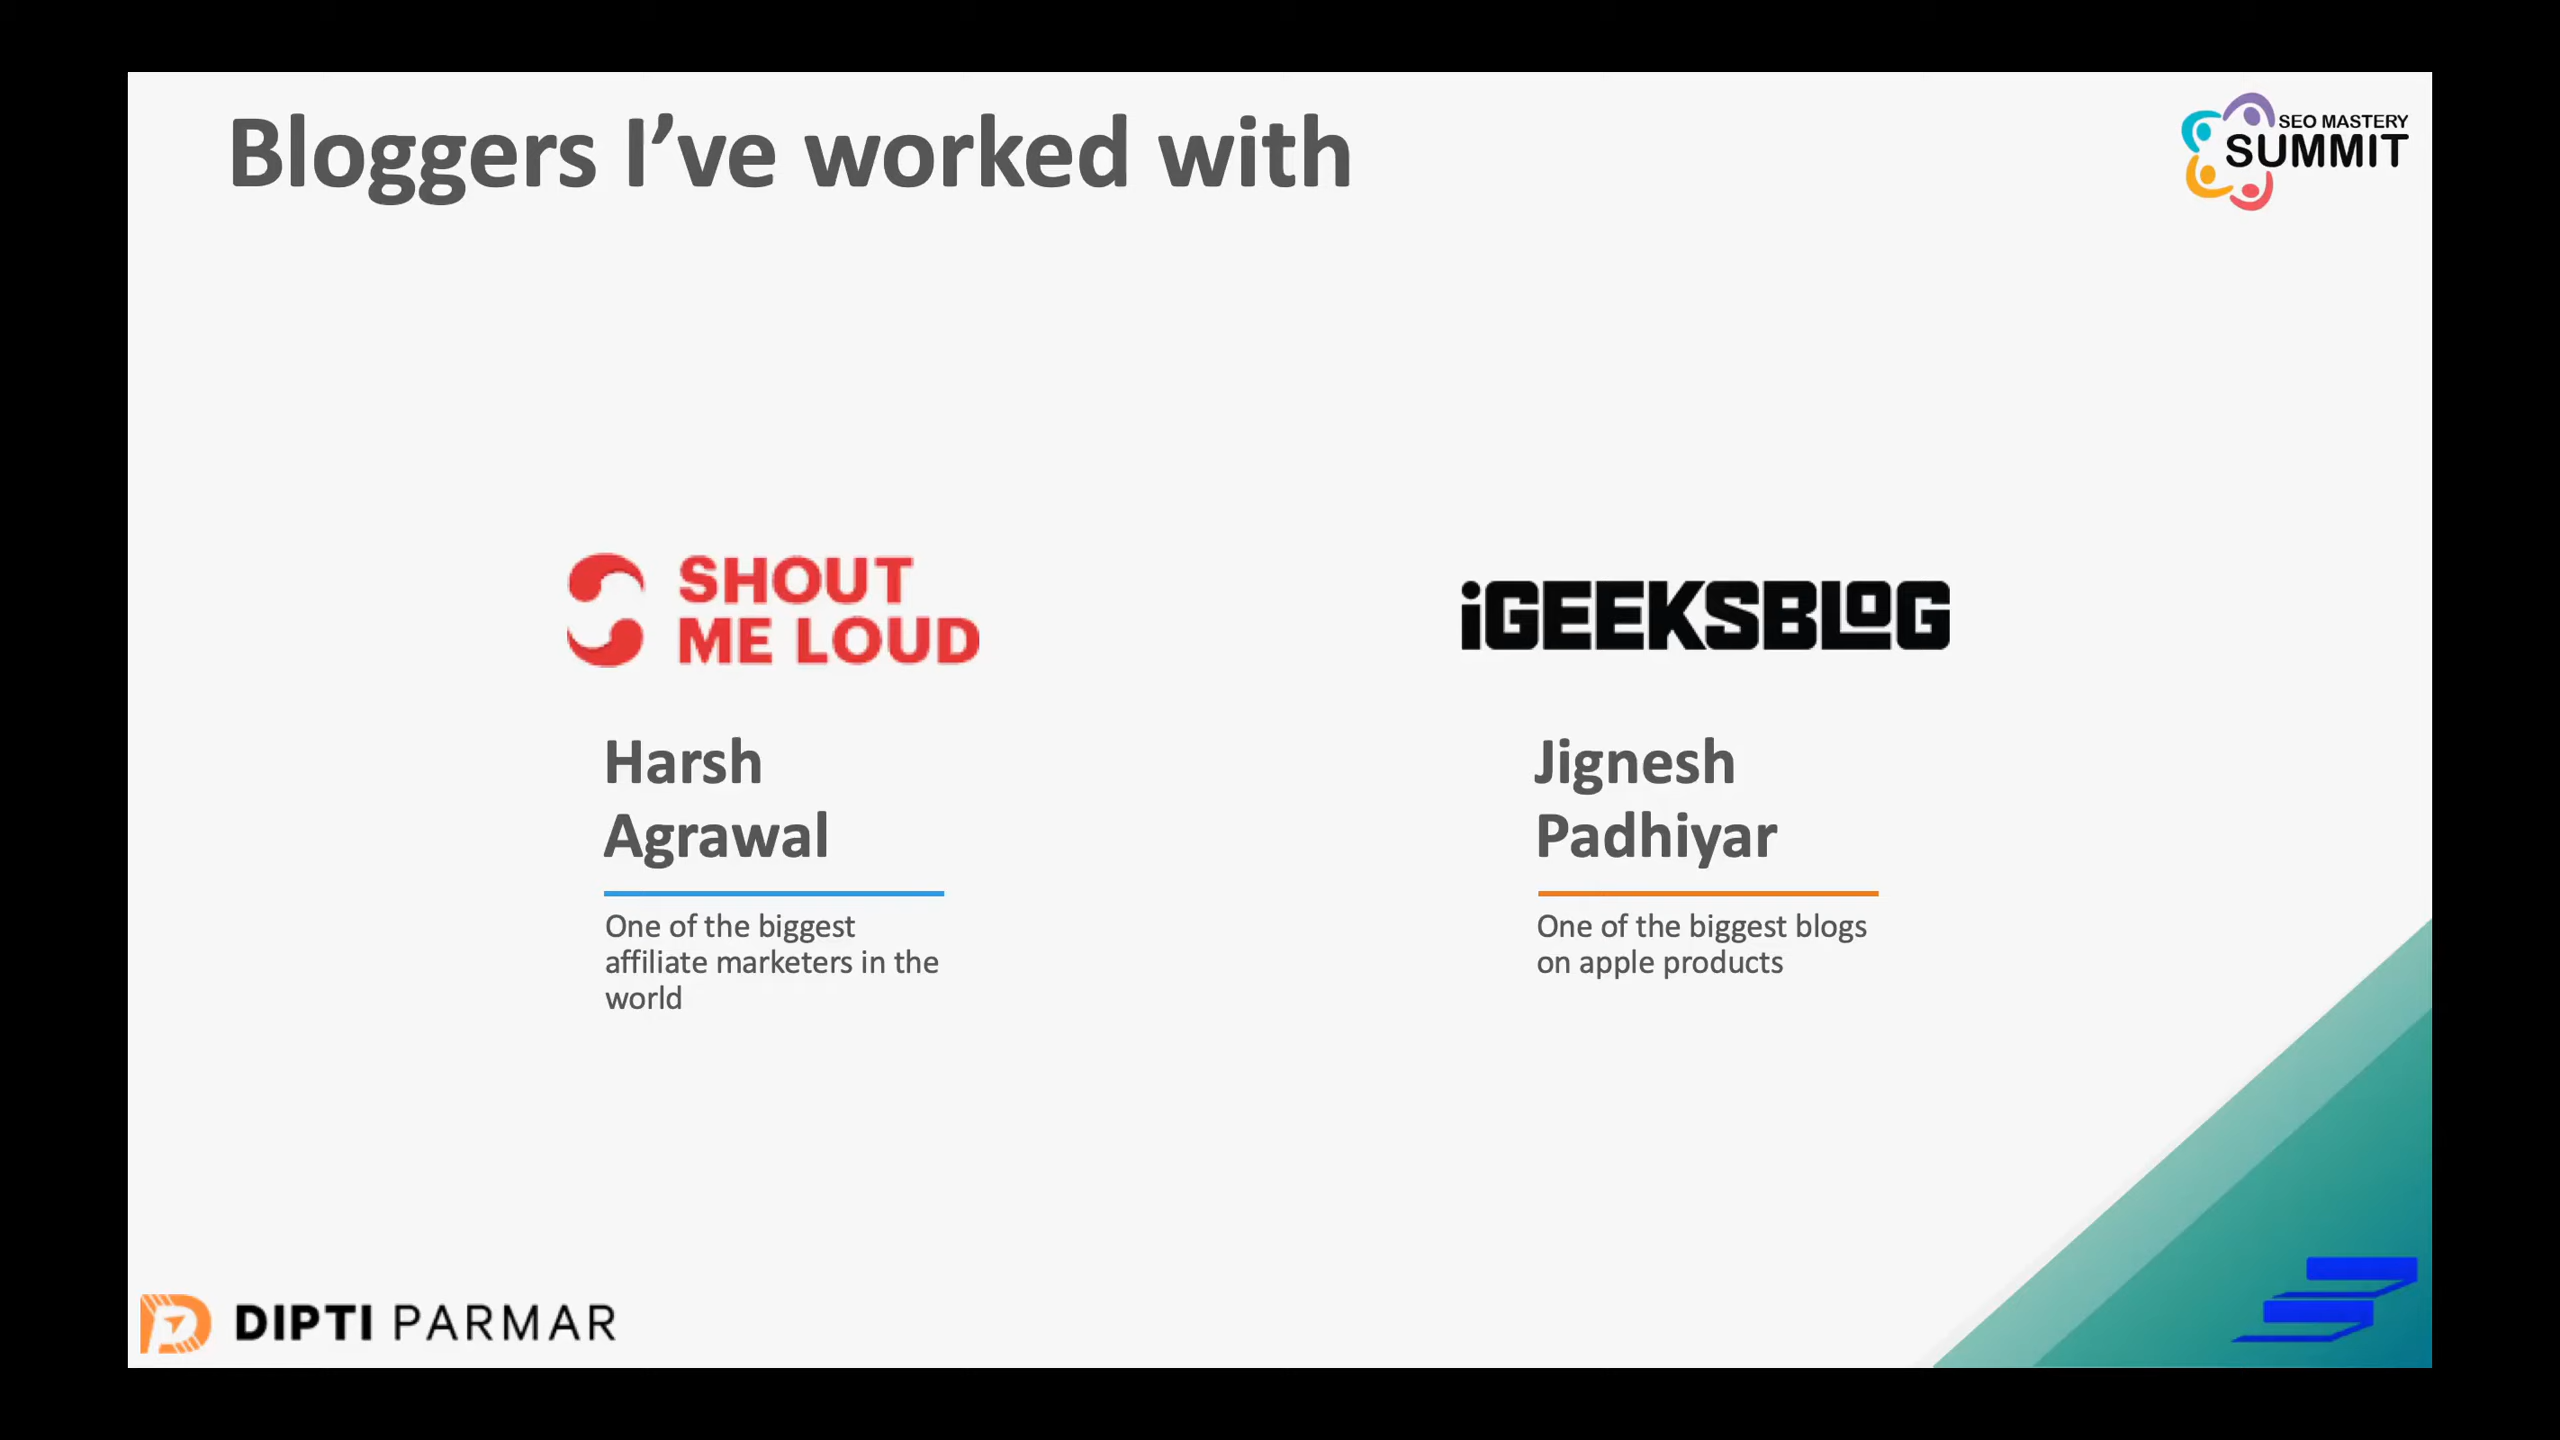 Bloggers I’ve worked with
SEO MASTERY
SUMMIT
SHOUT
ME LOUD
iGEEKSBLOG
Harsh
Agrawal
Jignesh
Padhiyar
One of the biggest
affiliate marketers in the
world
One of the biggest blogs
on apple products
DIPTI PARMAR